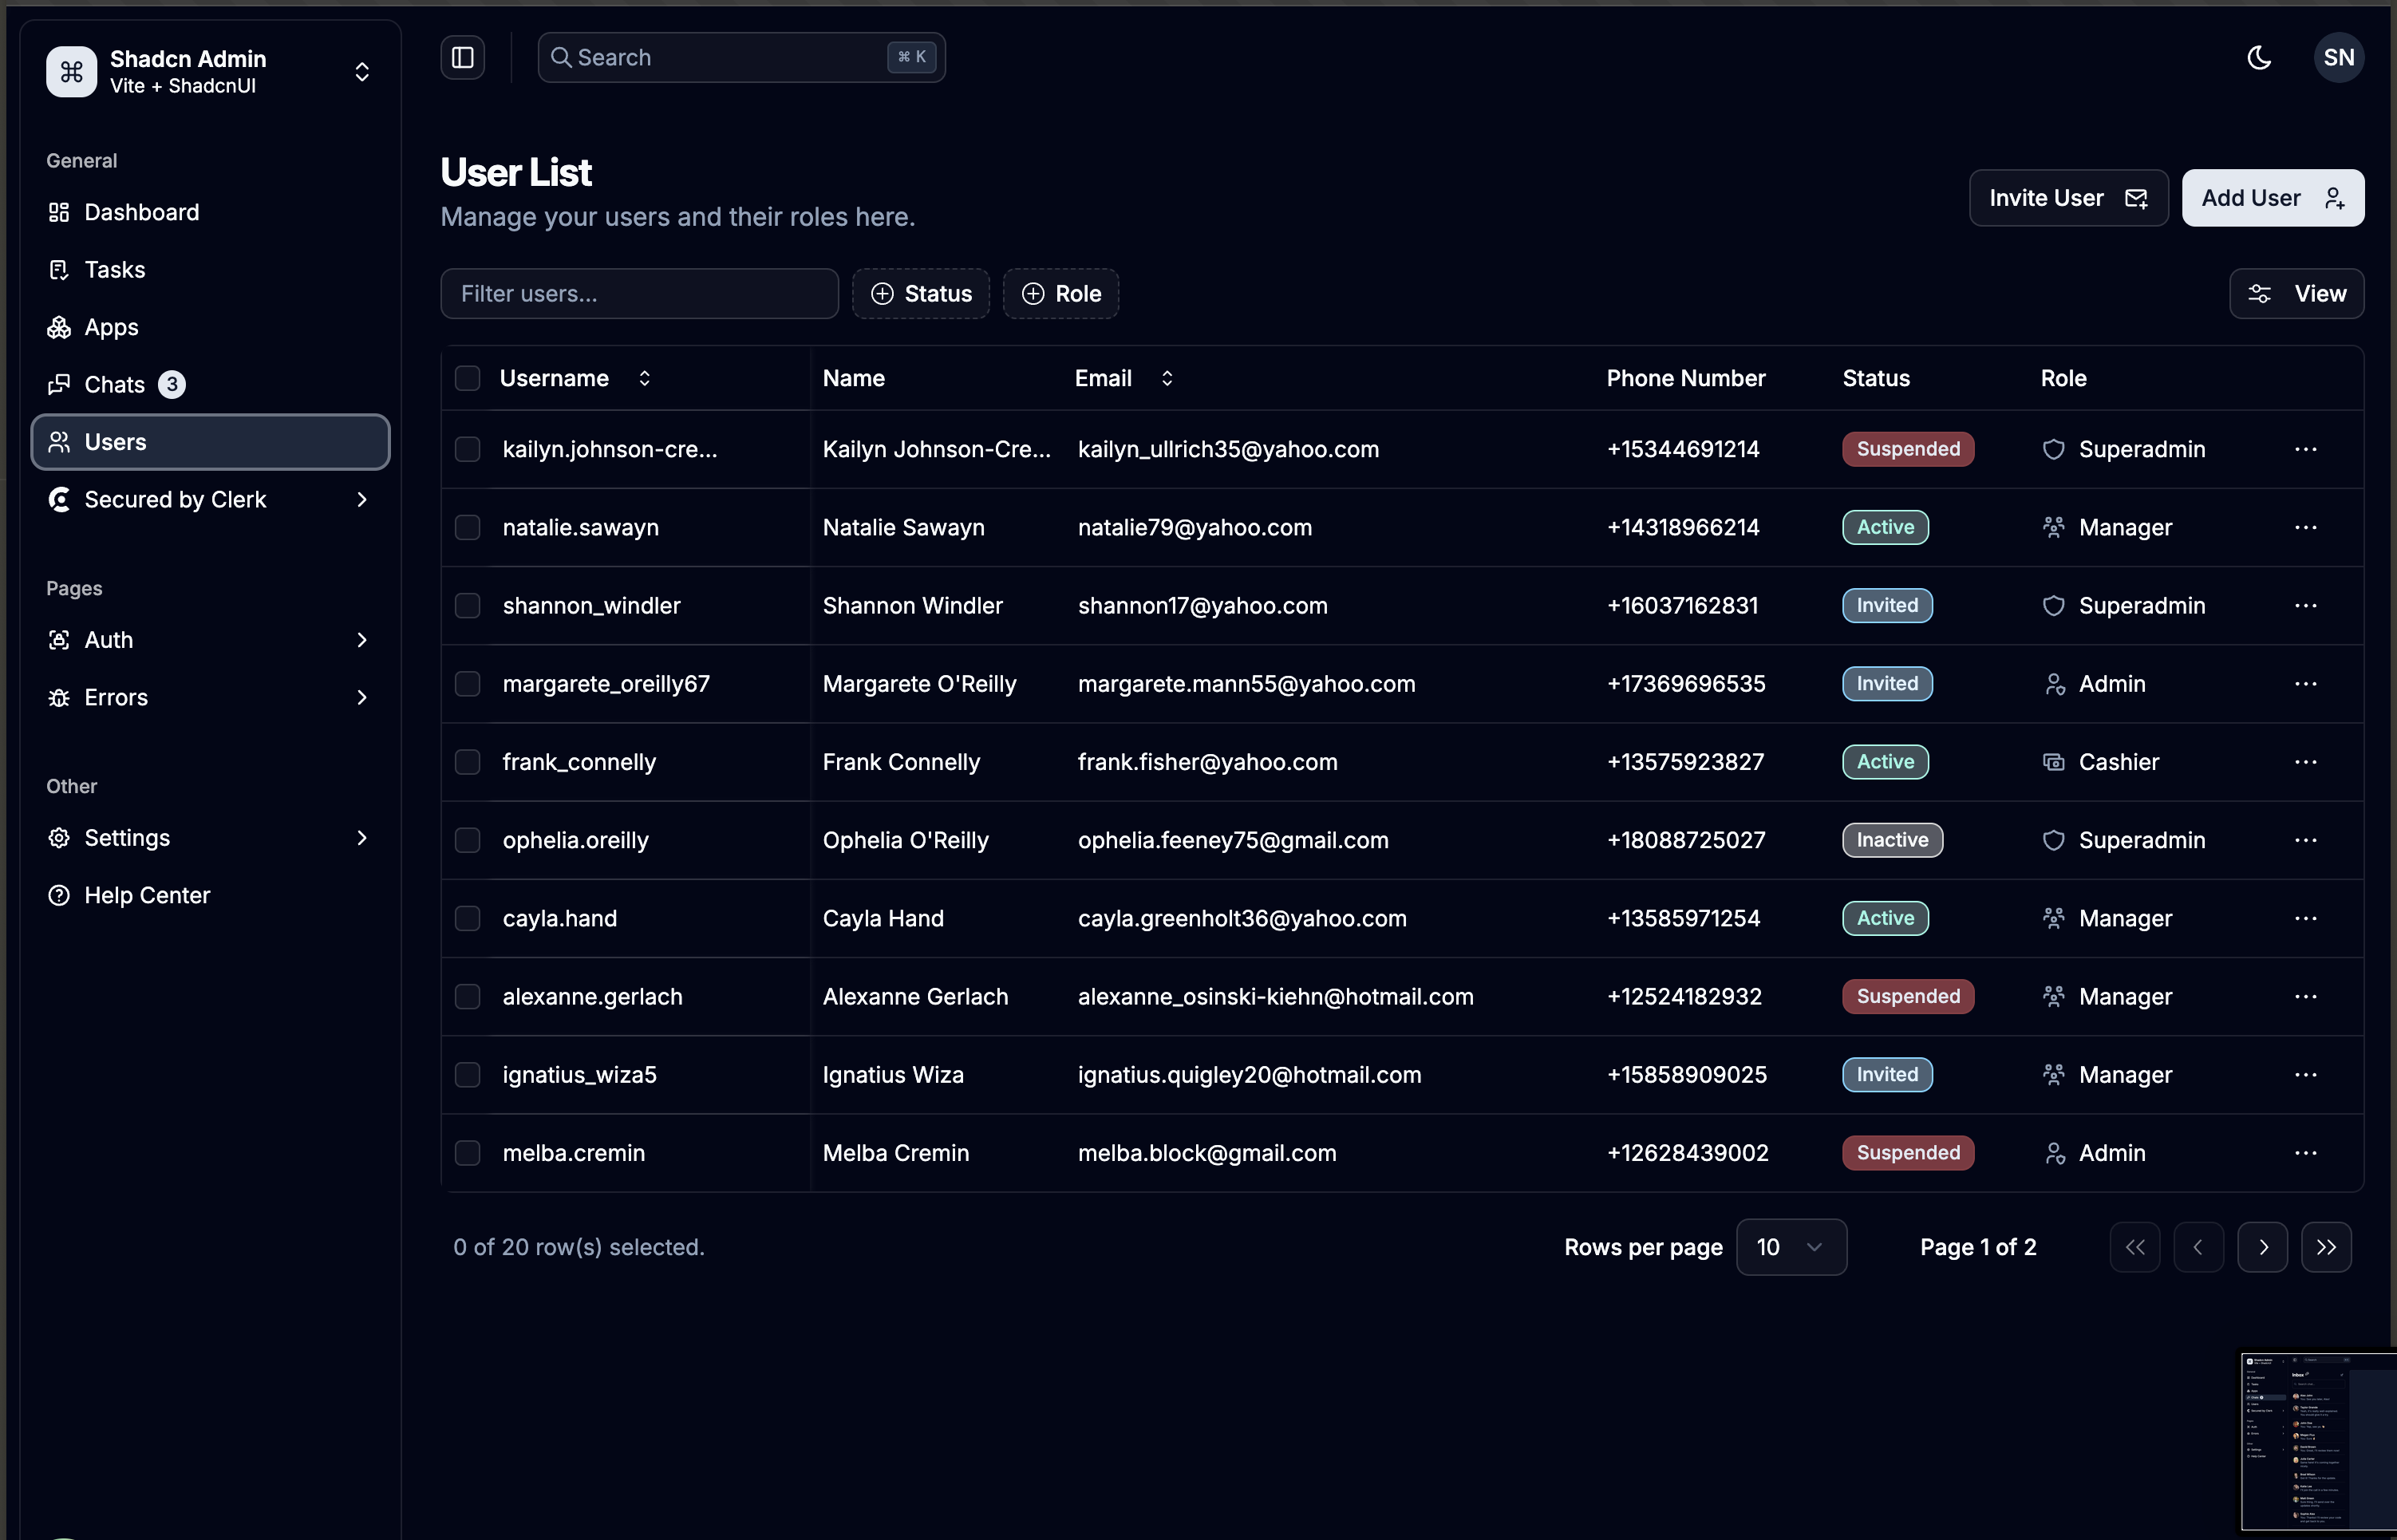 Shadcn Admin
Vite + ShadcnUI
General
Dashboard
Tasks
Apps
Chats 3
Users
Secured by Clerk
Pages
Auth
Errors
Other
Settings
Help Center
Search ⌘ K
SN
User List
Manage your users and their roles here.
Invite User
Add User
Filter users...
Status
Role
View
Username Name Email Phone Number Status Role
kailyn.johnson-cre... Kailyn Johnson-Cre... kailyn_ullrich35@yahoo.com +15344691214 Suspended Superadmin
natalie.sawayn Natalie Sawayn natalie79@yahoo.com +14318966214 Active Manager
shannon_windler Shannon Windler shannon17@yahoo.com +16037162831 Invited Superadmin
margarete_oreilly67 Margarete O'Reilly margarete.mann55@yahoo.com +17369696535 Invited Admin
frank_connelly Frank Connelly frank.fisher@yahoo.com +13575923827 Active Cashier
ophelia.oreilly Ophelia O'Reilly ophelia.feeney75@gmail.com +18088725027 Inactive Superadmin
cayla.hand Cayla Hand cayla.greenholt36@yahoo.com +13585971254 Active Manager
alexanne.gerlach Alexanne Gerlach alexanne_osinski-kiehn@hotmail.com +12524182932 Suspended Manager
ignatius_wiza5 Ignatius Wiza ignatius.quigley20@hotmail.com +15858909025 Invited Manager
melba.cremin Melba Cremin melba.block@gmail.com +12628439002 Suspended Admin
0 of 20 row(s) selected.
Rows per page 10
Page 1 of 2
Inbox